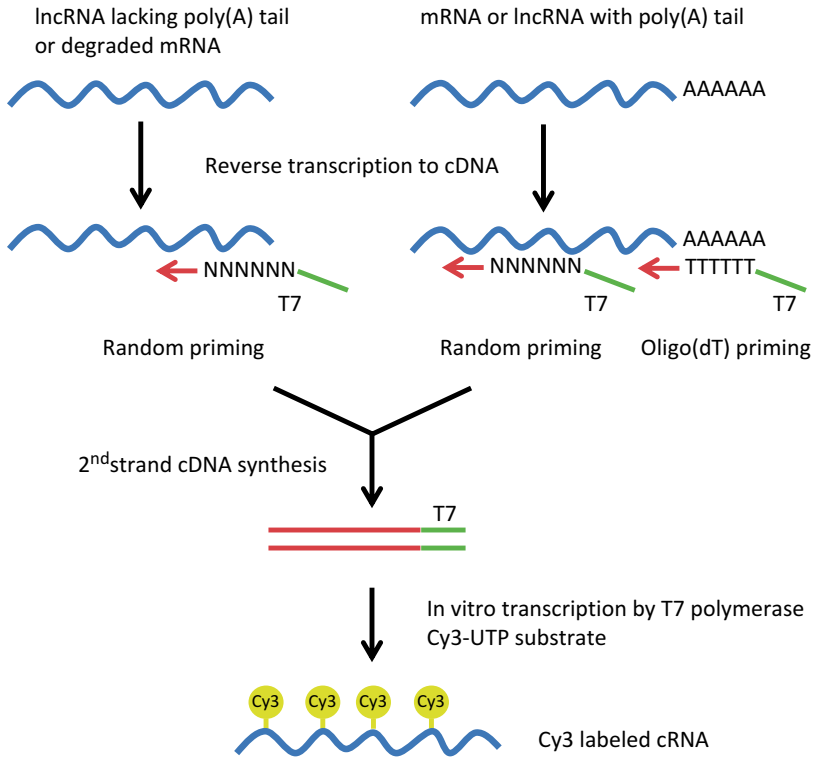 lncRNA lacking poly(A) tail
or degraded mRNA
mRNA or lncRNA with poly(A) tail
AAAAAA
Reverse transcription to cDNA
AAAAAA
NNNNNN
NNNNNN
TTTTTT
T7
T7
T7
Random priming
Random priming
Oligo(dT) priming
2ndstrand cDNA synthesis
T7
In vitro transcription by T7 polymerase
Cy3-UTP substrate
Cy3
Cy3
Cy3
Cy3
Cy3 labeled cRNA